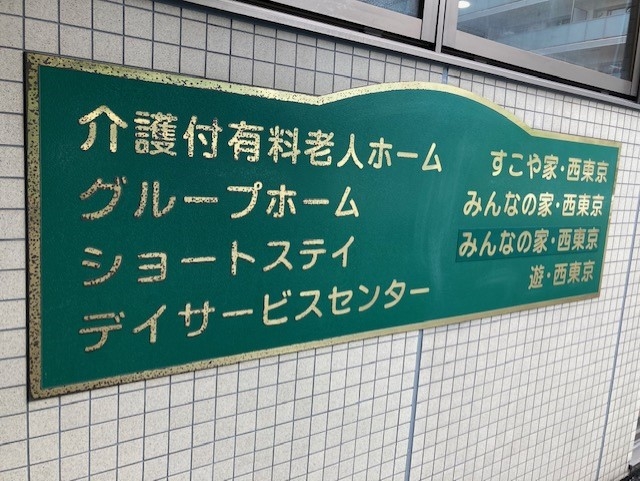 介護付有料老人ホーム すこや家・西東京
グループホーム みんなの家・西東京
ショートステイ みんなの家・西東京
デイサービスセンター 遊・西東京